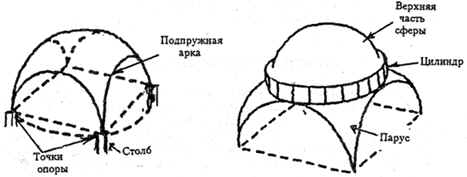 Верхняя
часть
сферы
Подпружная
арка
Цилиндр
Парус
Точки
опоры
Столб